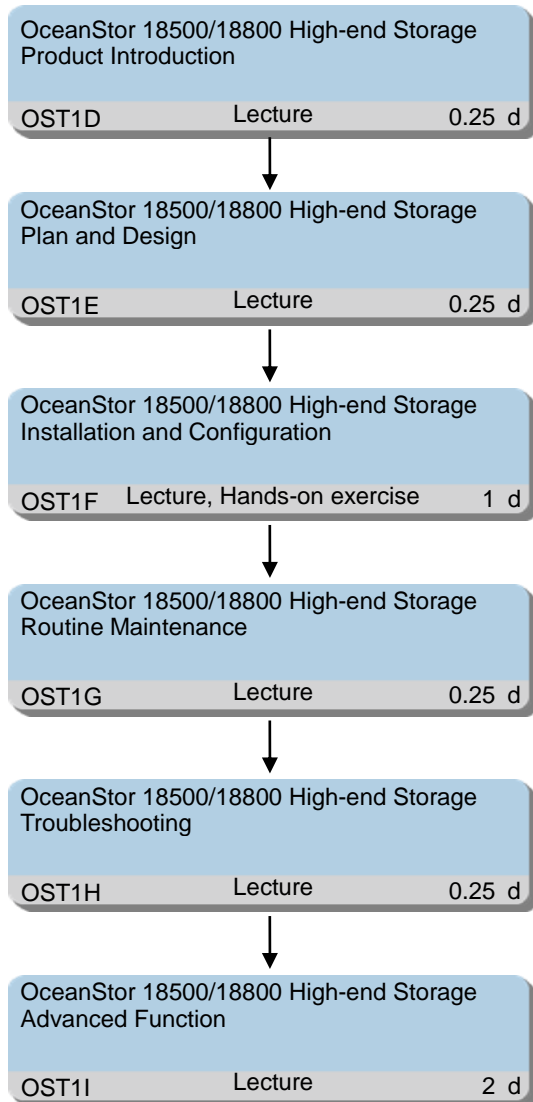 OceanStor 18500/18800 High-end Storage
Product Introduction
OST1D Lecture 0.25 d
OceanStor 18500/18800 High-end Storage
Plan and Design
OST1E Lecture 0.25 d
OceanStor 18500/18800 High-end Storage
Installation and Configuration
OST1F Lecture, Hands-on exercise 1 d
OceanStor 18500/18800 High-end Storage
Routine Maintenance
OST1G Lecture 0.25 d
OceanStor 18500/18800 High-end Storage
Troubleshooting
OST1H Lecture 0.25 d
OceanStor 18500/18800 High-end Storage
Advanced Function
OST1I Lecture 2 d